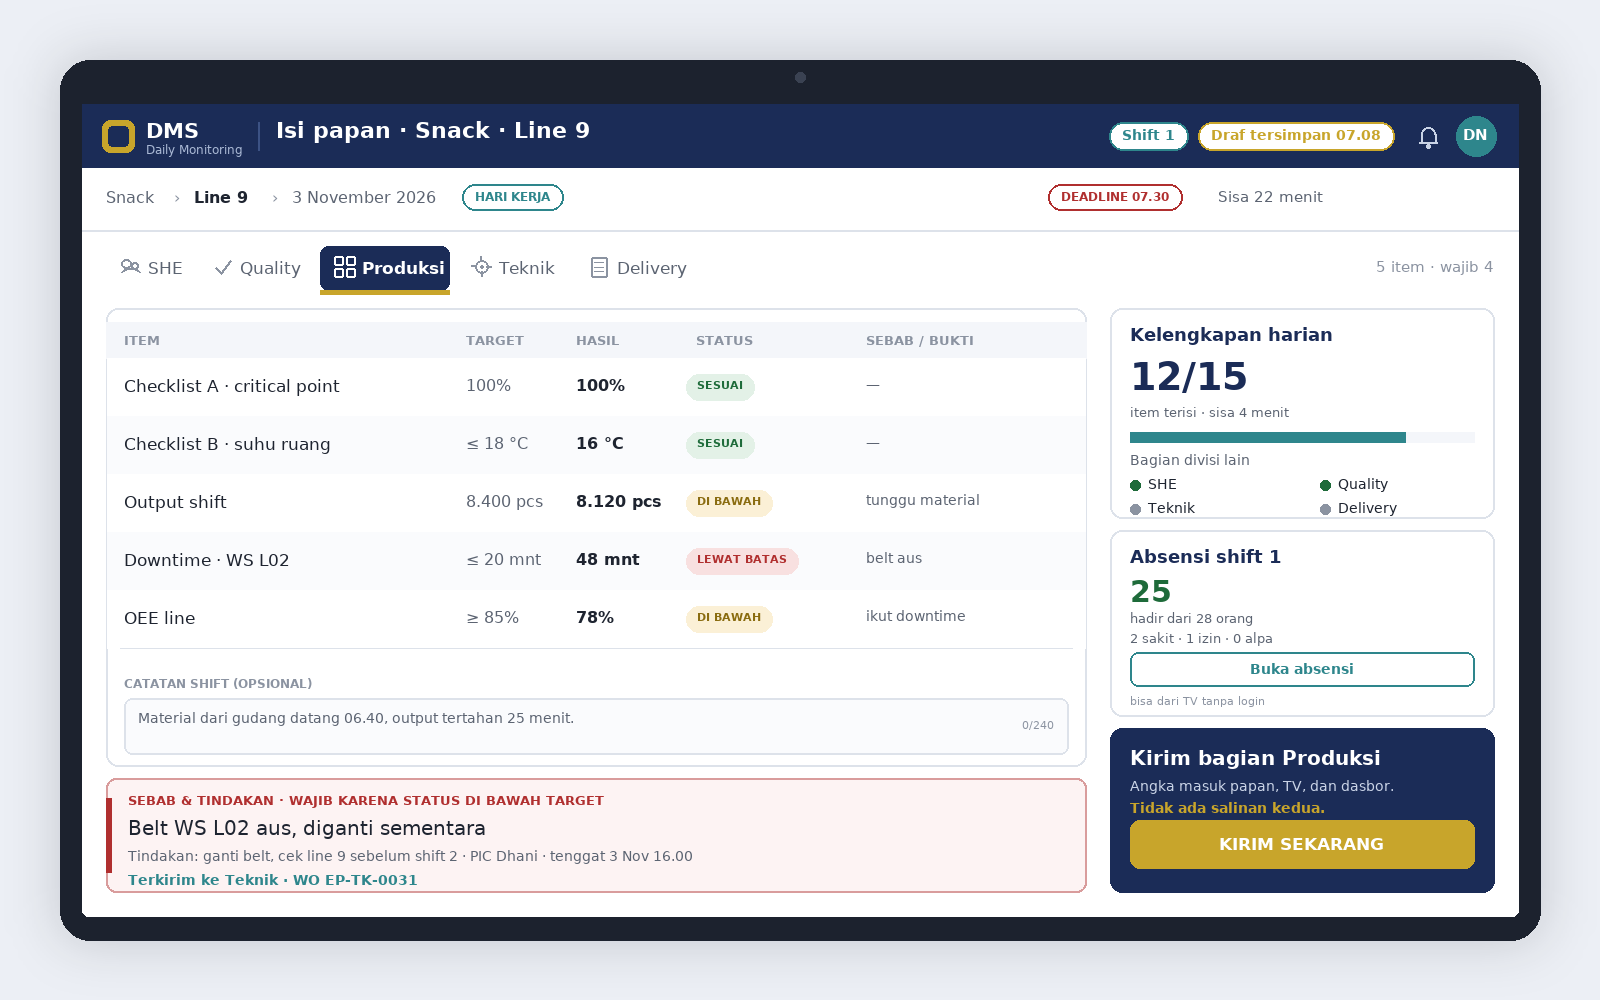 DMS
Daily Monitoring
Isi papan · Snack · Line 9
Shift 1
Draf tersimpan 07.08
DN
Snack › Line 9 › 3 November 2026
HARI KERJA
DEADLINE 07.30
Sisa 22 menit
SHE
Quality
Produksi
Teknik
Delivery
5 item · wajib 4
ITEM TARGET HASIL STATUS SEBAB / BUKTI
Checklist A · critical point 100% 100% SESUAI —
Checklist B · suhu ruang ≤ 18 °C 16 °C SESUAI —
Output shift 8.400 pcs 8.120 pcs DI BAWAH tunggu material
Downtime · WS L02 ≤ 20 mnt 48 mnt LEWAT BATAS belt aus
OEE line ≥ 85% 78% DI BAWAH ikut downtime
CATATAN SHIFT (OPSIONAL)
Material dari gudang datang 06.40, output tertahan 25 menit.
0/240
SEBAB & TINDAKAN · WAJIB KARENA STATUS DI BAWAH TARGET
Belt WS L02 aus, diganti sementara
Tindakan: ganti belt, cek line 9 sebelum shift 2 · PIC Dhani · tenggat 3 Nov 16.00
Terkirim ke Teknik · WO EP-TK-0031
Kelengkapan harian
12/15
item terisi · sisa 4 menit
Bagian divisi lain
SHE Quality
Teknik Delivery
Absensi shift 1
25
hadir dari 28 orang
2 sakit · 1 izin · 0 alpa
Buka absensi
bisa dari TV tanpa login
Kirim bagian Produksi
Angka masuk papan, TV, dan dasbor.
Tidak ada salinan kedua.
KIRIM SEKARANG